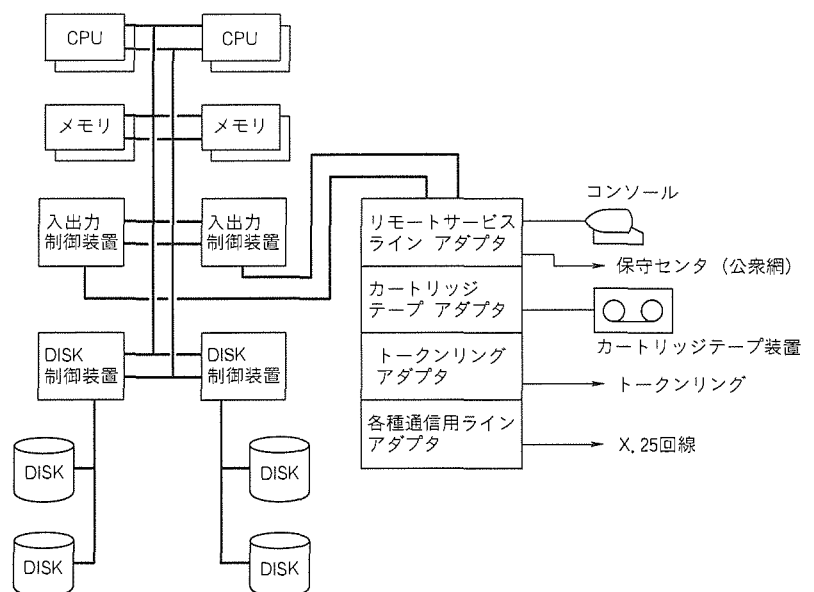 CPU
CPU
メモリ
メモリ
入出力
制御装置
入出力
制御装置
DISK
制御装置
DISK
制御装置
DISK
DISK
DISK
DISK
リモートサービス
ライン アダプタ
カートリッジ
テープ アダプタ
トークンリング
アダプタ
各種通信用ライン
アダプタ
コンソール
保守センタ (公衆網)
カートリッジテープ装置
トークンリング
X.25回線